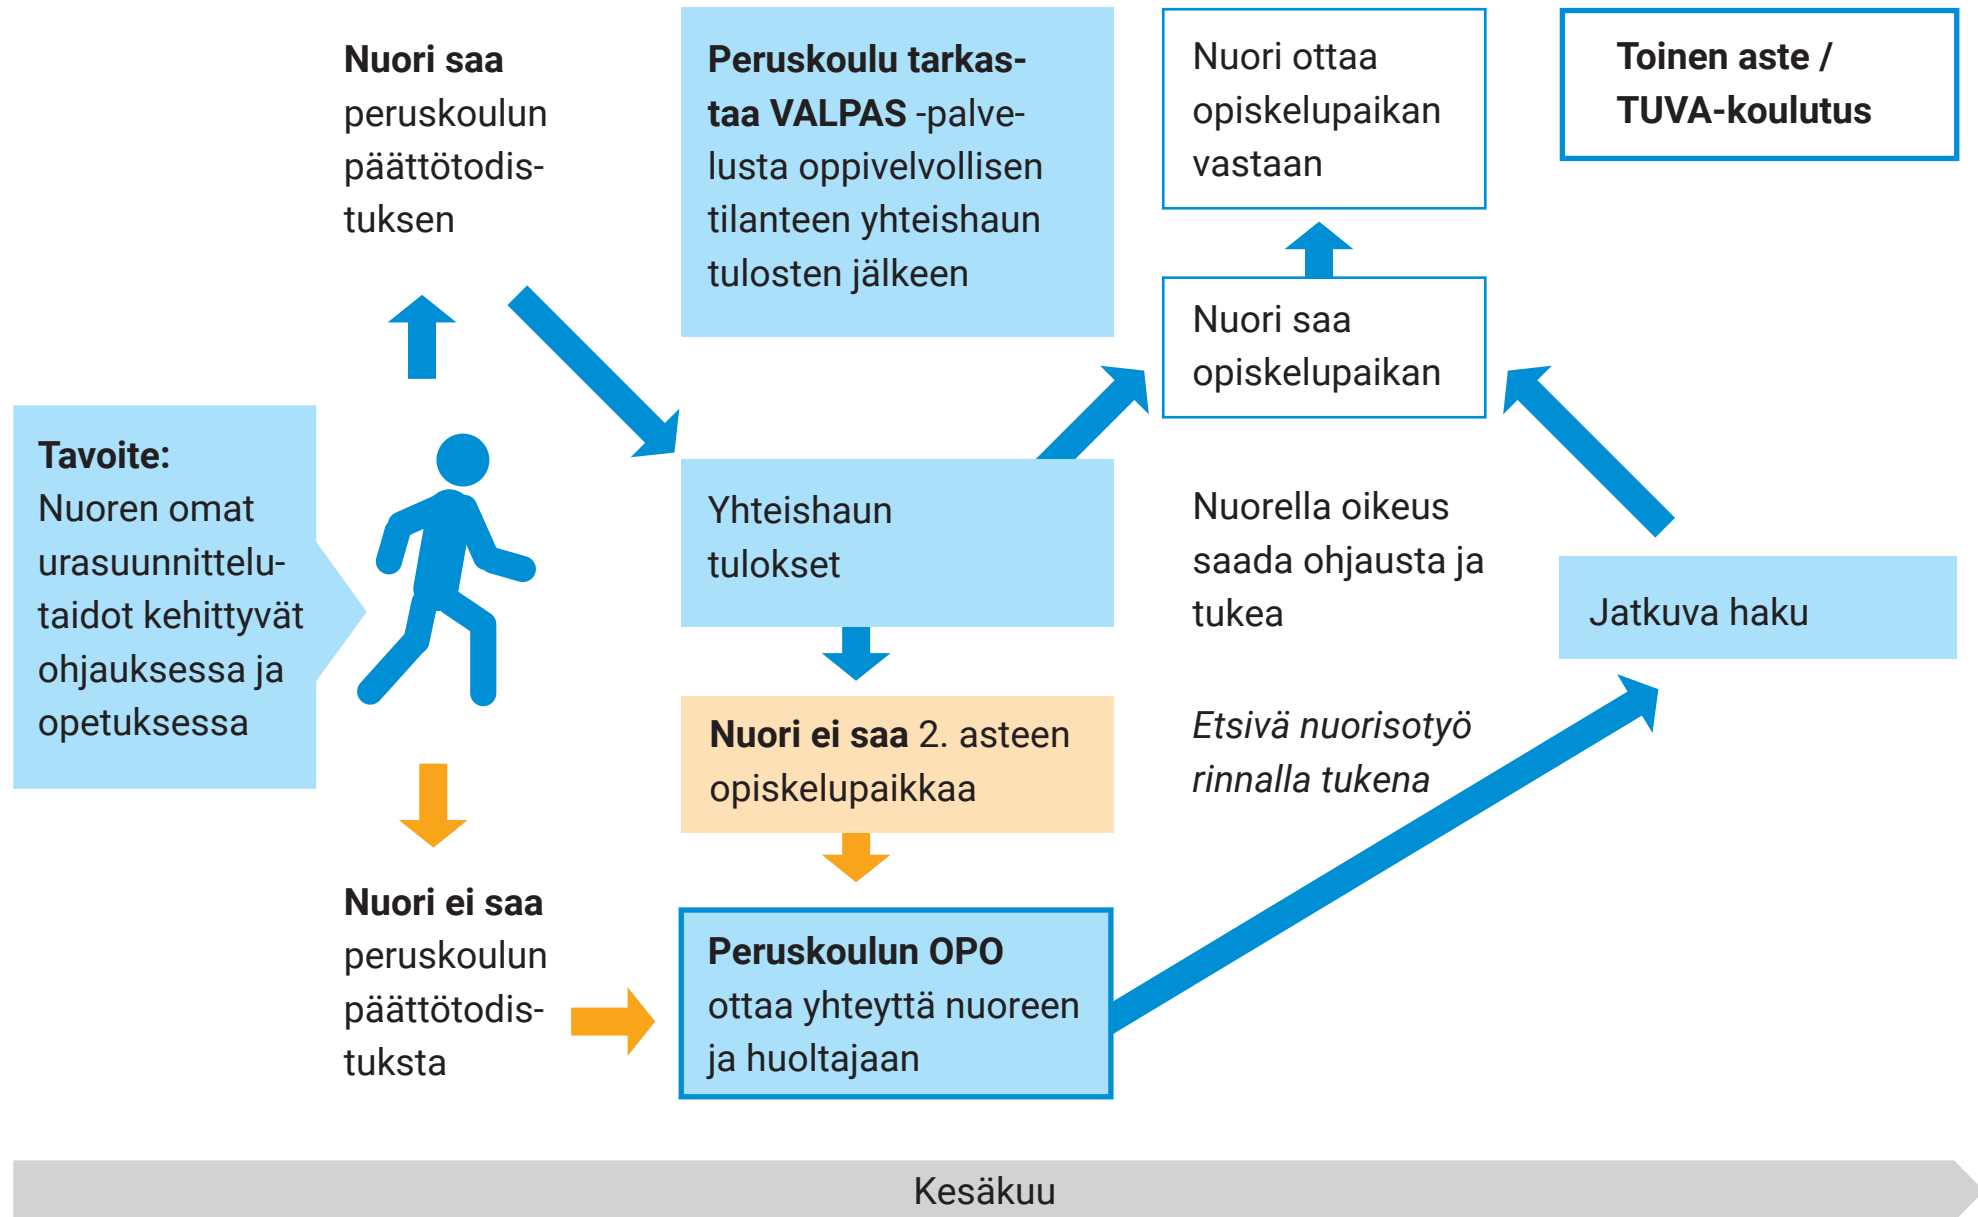 Nuori saa
peruskoulun
päättötodis-
tuksen
Peruskoulu tarkas-
taa VALPAS -palve-
lusta oppivelvollisen
tilanteen yhteishaun
tulosten jälkeen
Nuori ottaa
opiskelupaikan
vastaan
Toinen aste /
TUVA-koulutus
Nuori saa
opiskelupaikan
Tavoite:
Nuoren omat
urasuunnittelu-
taidot kehittyvät
ohjauksessa ja
opetuksessa
Yhteishaun
tulokset
Nuorella oikeus
saada ohjausta ja
tukea
Jatkuva haku
Nuori ei saa 2. asteen
opiskelupaikkaa
Etsivä nuorisotyö
rinnalla tukena
Nuori ei saa
peruskoulun
päättötodis-
tuksta
Peruskoulun OPO
ottaa yhteyttä nuoreen
ja huoltajaan
Kesäkuu